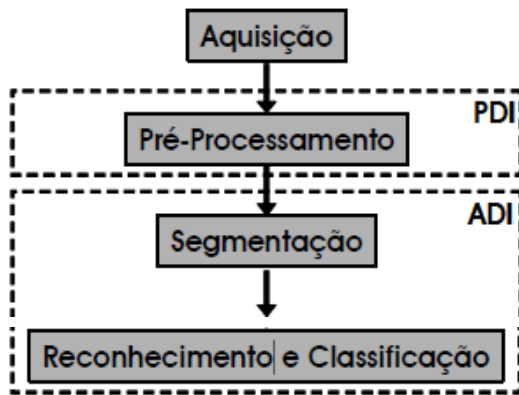 Aquisição
PDI
Pré-Processamento
ADI
Segmentação
Reconhecimento e Classificação